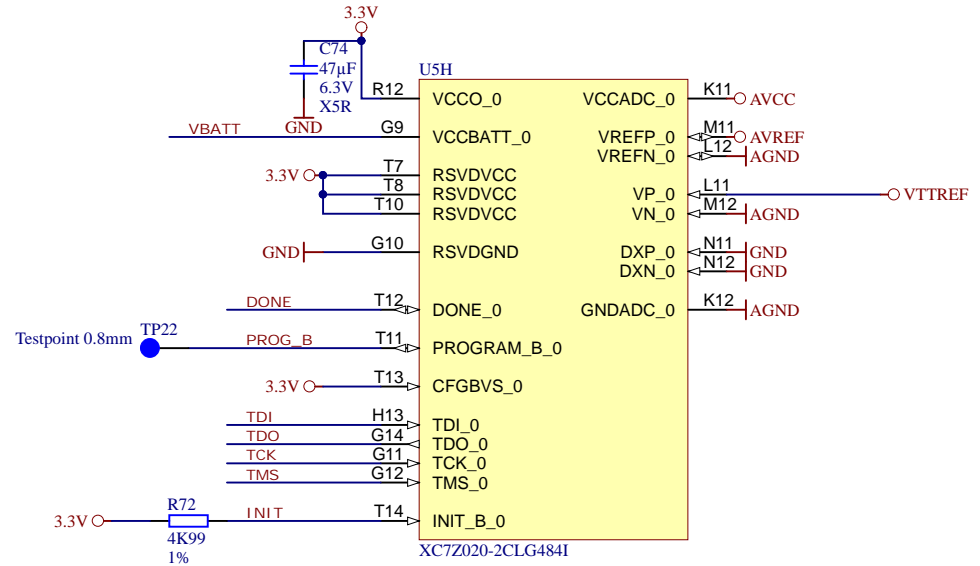 3.3V
C74
47µF
6.3V
X5R
GND
U5H
R12 VCCO_0 VCCADC_0 K11 AVCC
VBATT G9 VCCBATT_0 VREFP_0 M11 AVREF
VREFN_0 L12 AGND
3.3V T7 RSVDVCC
T8 RSVDVCC VP_0 L11 VTTREF
T10 RSVDVCC VN_0 M12 AGND
GND G10 RSVDGND DXP_0 N11 GND
DXN_0 N12 GND
DONE T12 DONE_0 GNDADC_0 K12 AGND
Testpoint 0.8mm TP22 PROG_B T11 PROGRAM_B_0
3.3V T13 CFGBVS_0
TDI H13 TDI_0
TDO G14 TDO_0
TCK G11 TCK_0
TMS G12 TMS_0
R72
3.3V INIT T14 INIT_B_0
4K99
1%
XC7Z020-2CLG484I